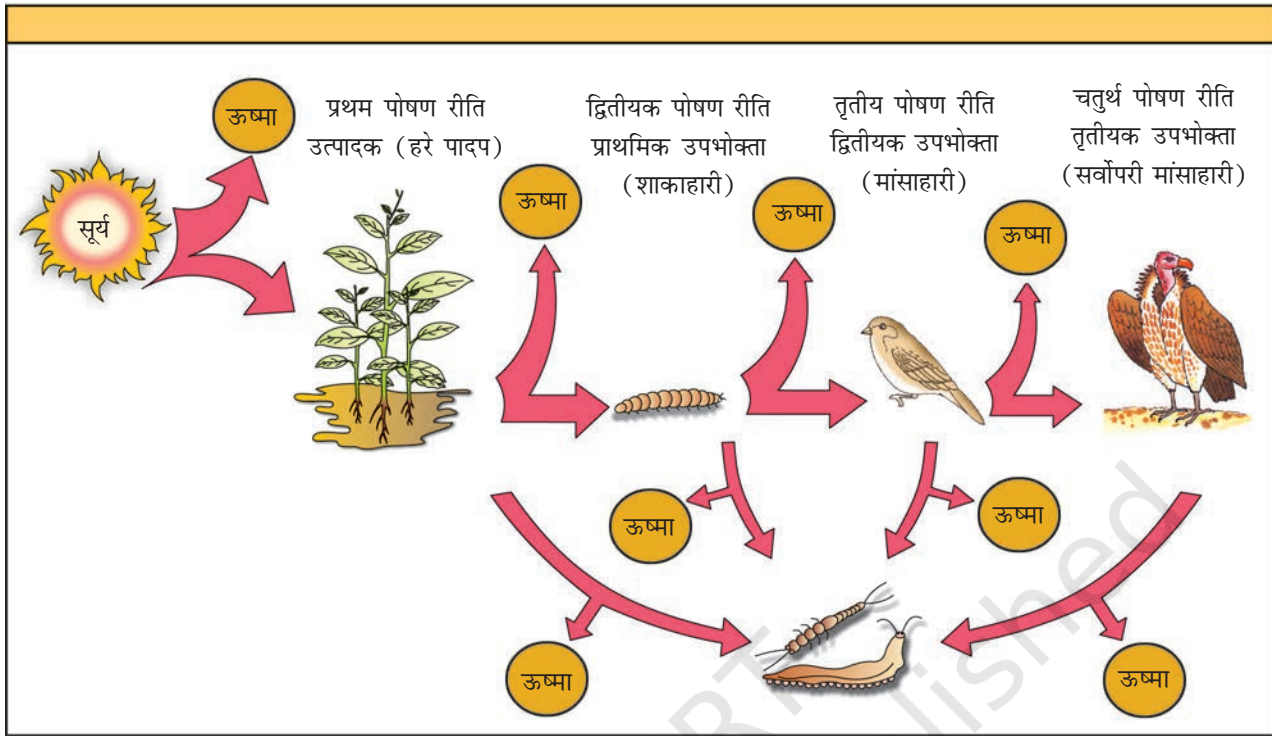 ऊष्मा
प्रथम पोषण रीति
उत्पादक (हरे पादप)
द्वितीयक पोषण रीति
प्राथमिक उपभोक्ता
(शाकाहारी)
तृतीय पोषण रीति
द्वितीयक उपभोक्ता
(मांसाहारी)
चतुर्थ पोषण रीति
तृतीयक उपभोक्ता
(सर्वोपरी मांसाहारी)
सूर्य
ऊष्मा
ऊष्मा
ऊष्मा
ऊष्मा
ऊष्मा
ऊष्मा
ऊष्मा